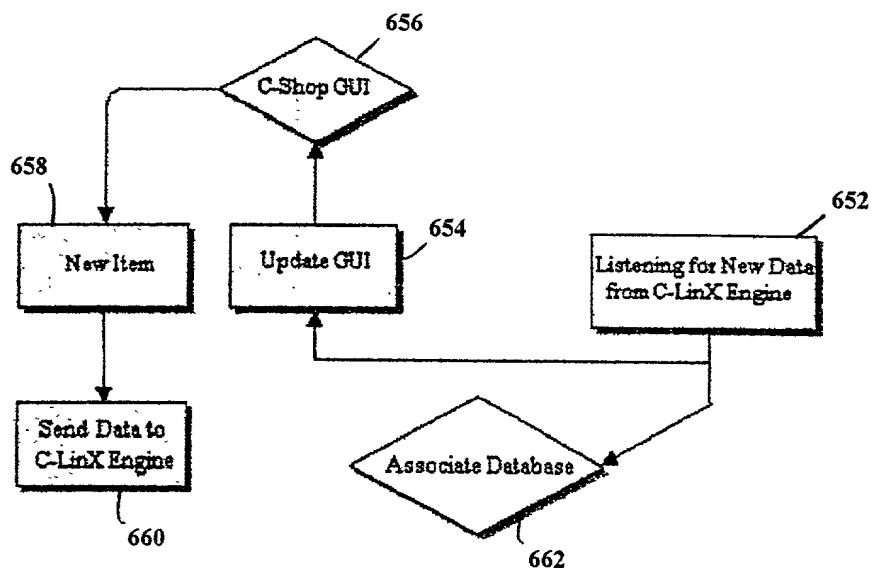 656
C-Shop GUI
658
New Item
Update GUI
654
652
Listening for New Data
from C-LinX Engine
Send Data to
C-LinX Engine
660
Associate Database
662